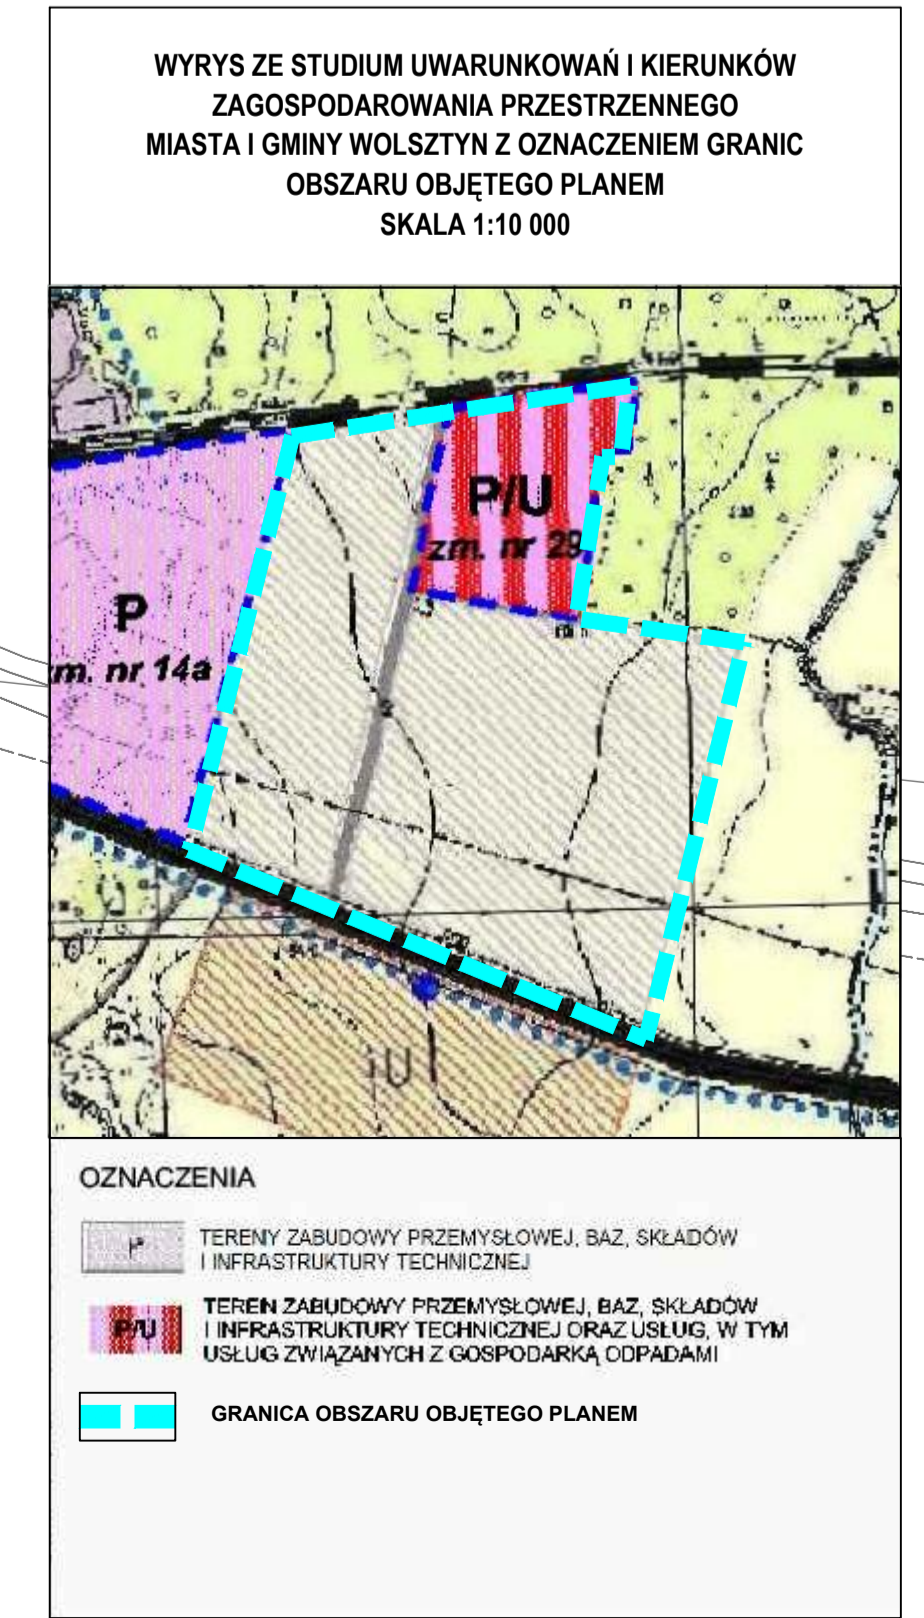 WYRYS ZE STUDIUM UWARUNKOWAŃ I KIERUNKÓW
ZAGOSPODAROWANIA PRZESTRZENNEGO
MIASTA I GMINY WOLSZTYN Z OZNACZENIEM GRANIC
OBSZARU OBJĘTEGO PLANEM
SKALA 1:10 000
P/U
zm. nr 29
P
m. nr 14a
U
OZNACZENIA
P
TERENY ZABUDOWY PRZEMYSŁOWEJ, BAZ, SKŁADÓW
I INFRASTRUKTURY TECHNICZNEJ
P/U
TEREN ZABUDOWY PRZEMYSŁOWEJ, BAZ, SKŁADÓW
I INFRASTRUKTURY TECHNICZNEJ ORAZ USŁUG, W TYM
USŁUG ZWIĄZANYCH Z GOSPODARKĄ ODPADAMI
GRANICA OBSZARU OBJĘTEGO PLANEM